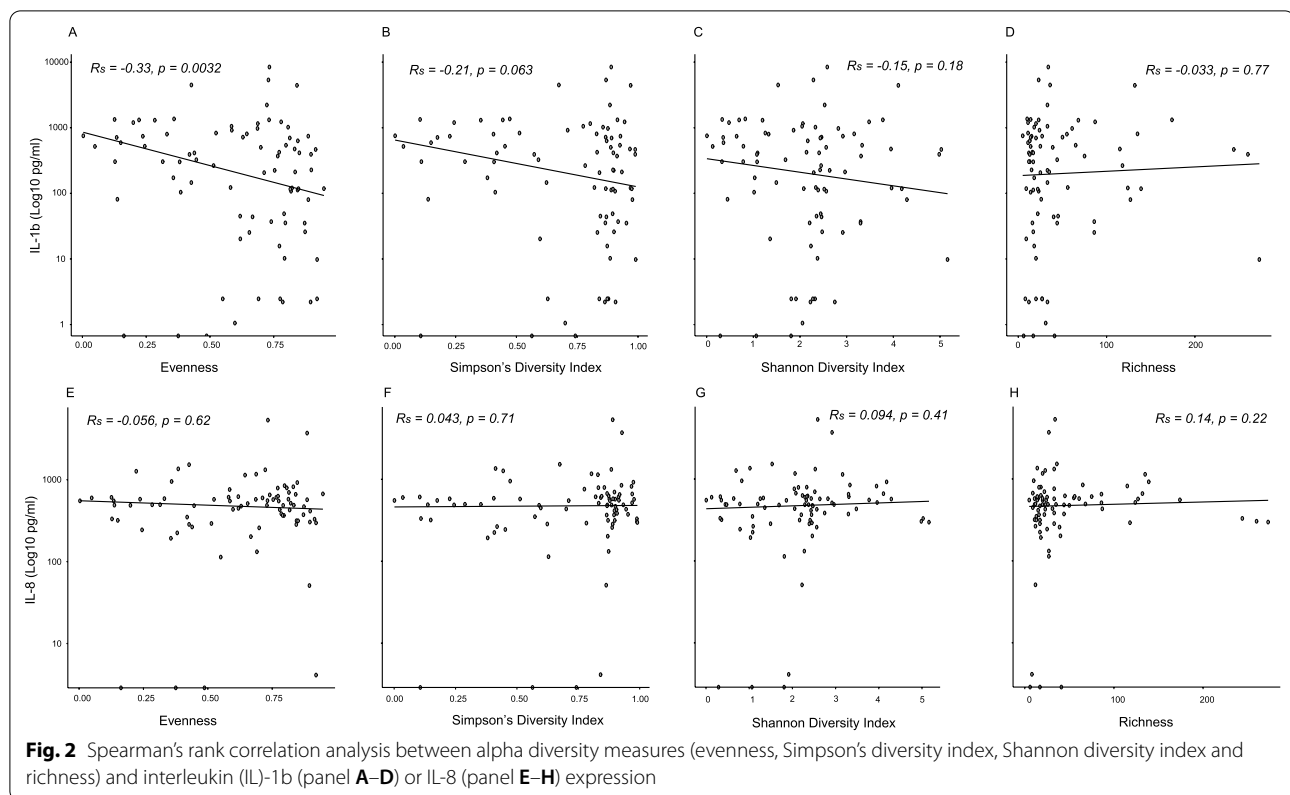 A
B
C
D
Rs = -0.33, p = 0.0032
Rs = -0.21, p = 0.063
Rs = -0.15, p = 0.18
Rs = -0.033, p = 0.77
IL-1b (Log10 pg/ml)
10000
1000
100
10
1
0.00 0.25 0.50 0.75
0.00 0.25 0.50 0.75 1.00
0 1 2 3 4 5
0 100 200
Evenness
Simpson's Diversity Index
Shannon Diversity Index
Richness
E
F
G
H
Rs = -0.056, p = 0.62
Rs = 0.043, p = 0.71
Rs = 0.094, p = 0.41
Rs = 0.14, p = 0.22
IL-8 (Log10 pg/ml)
1000
100
10
0.00 0.25 0.50 0.75
0.00 0.25 0.50 0.75 1.00
0 1 2 3 4 5
0 100 200
Evenness
Simpson's Diversity Index
Shannon Diversity Index
Richness
Fig. 2 Spearman's rank correlation analysis between alpha diversity measures (evenness, Simpson's diversity index, Shannon diversity index and
richness) and interleukin (IL)-1b (panel A–D) or IL-8 (panel E–H) expression